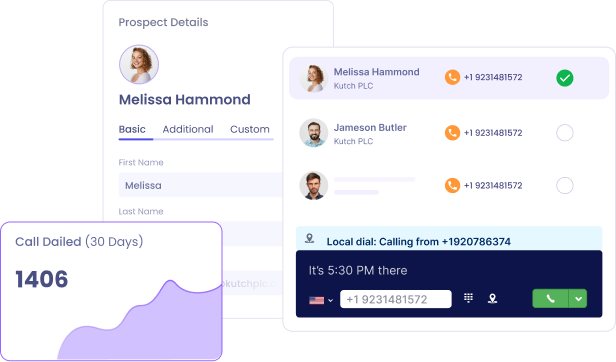 Prospect Details
Melissa Hammond
Basic Additional Custom
First Name
Melissa
Last Name
kutchplc.c
Call Dailed (30 Days)
1406
Melissa Hammond
Kutch PLC
+1 9231481572
Jameson Butler
Kutch PLC
+1 9231481572
+1 9231481572
Local dial: Calling from +1920786374
It's 5:30 PM there
+1 9231481572